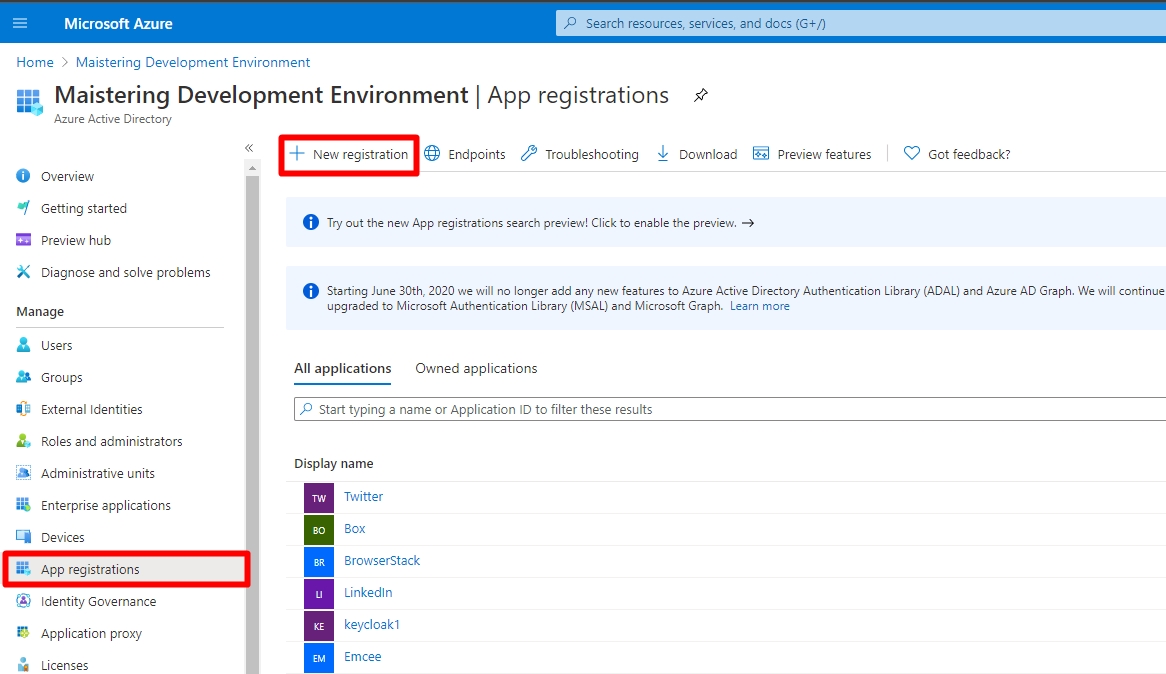 Microsoft Azure
Search resources, services, and docs (G+/)
Home > Maistering Development Environment
Maistering Development Environment | App registrations
Azure Active Directory
«
Overview
Getting started
Preview hub
Diagnose and solve problems
Manage
Users
Groups
External Identities
Roles and administrators
Administrative units
Enterprise applications
Devices
App registrations
Identity Governance
Application proxy
Licenses
+ New registration Endpoints Troubleshooting Download Preview features Got feedback?
Try out the new App registrations search preview! Click to enable the preview. →
Starting June 30th, 2020 we will no longer add any new features to Azure Active Directory Authentication Library (ADAL) and Azure AD Graph. We will continue
upgraded to Microsoft Authentication Library (MSAL) and Microsoft Graph. Learn more
All applications Owned applications
Start typing a name or Application ID to filter these results
Display name
TW Twitter
BO Box
BR BrowserStack
LI LinkedIn
KE keycloak1
EM Emcee